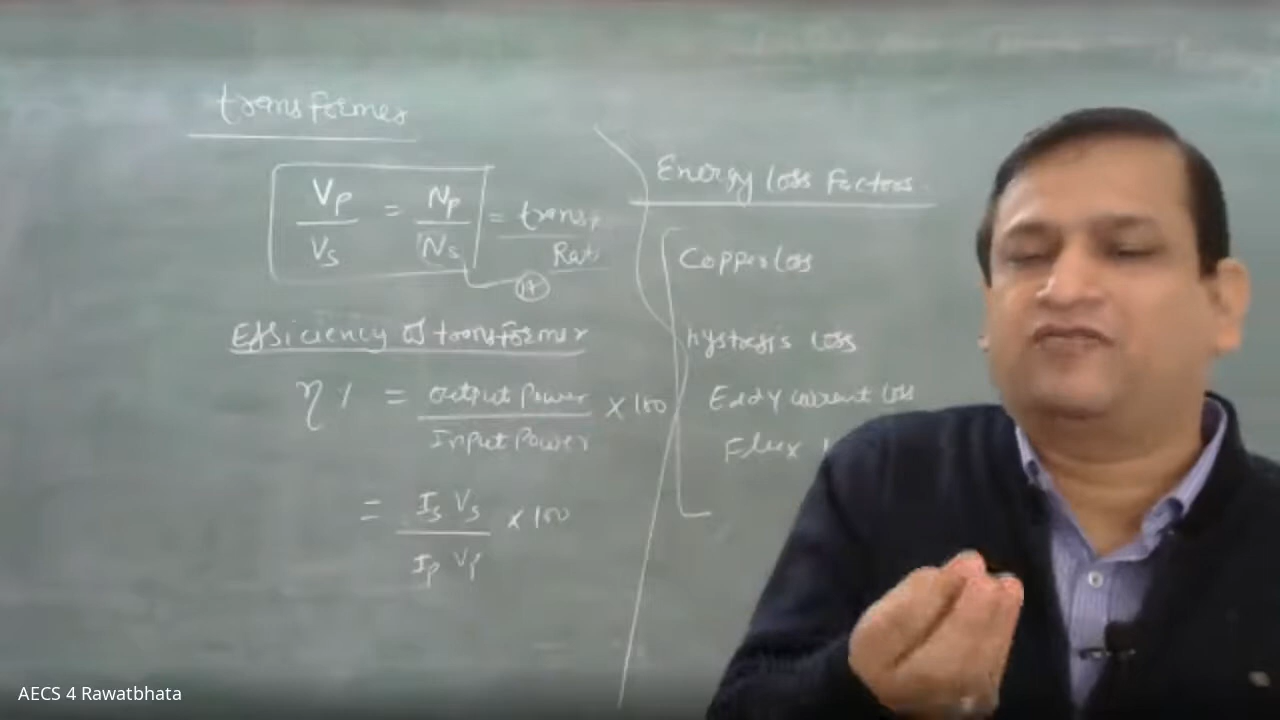 transformer
Vp / Vs = Np / Ns = transf
Rati
Efficiency of transformer
η % = output power / Input Power × 100
= Is Vs / Ip Vp × 100
Energy loss Factors.
Copper loss
hystresis loss
Eddy current loss
Flux
AECS 4 Rawatbhata